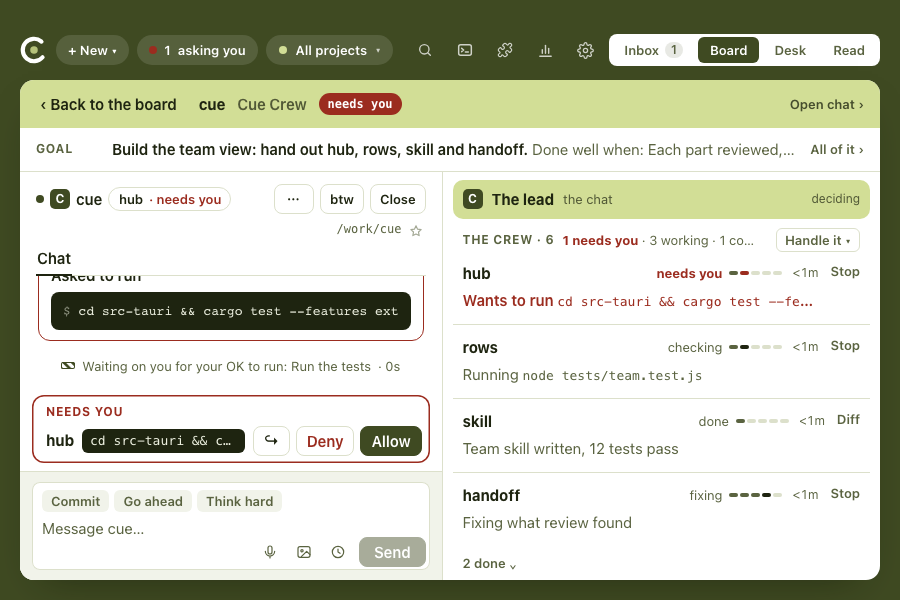 + New ▾ 1 asking you All projects ▾ Inbox 1 Board Desk Read
‹ Back to the board cue Cue Crew needs you Open chat ›
GOAL Build the team view: hand out hub, rows, skill and handoff. Done well when: Each part reviewed,... All of it ›
C cue hub · needs you ... btw Close
/work/cue
Chat
Asked to run
$ cd src-tauri && cargo test --features ext
Waiting on you for your OK to run: Run the tests · 0s
NEEDS YOU
hub cd src-tauri && c... ↪ Deny Allow
Commit Go ahead Think hard
Message cue...
Send
C The lead the chat deciding
THE CREW · 6 1 needs you · 3 working · 1 co... Handle it ▾
hub needs you <1m Stop
Wants to run cd src-tauri && cargo test --fe...
rows checking <1m Stop
Running node tests/team.test.js
skill done <1m Diff
Team skill written, 12 tests pass
handoff fixing <1m Stop
Fixing what review found
2 done ⌄